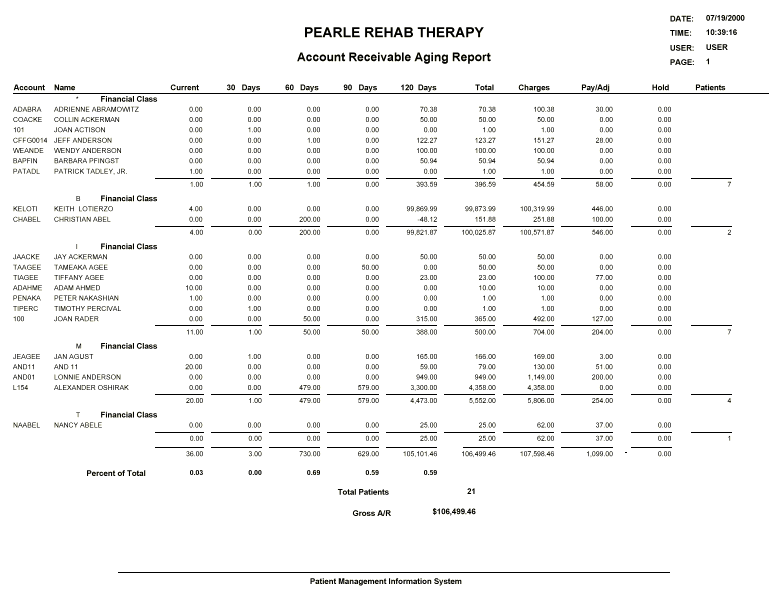 DATE: 07/19/2000
PEARLE REHAB THERAPY
TIME: 10:39:16
USER: USER
Account Receivable Aging Report
PAGE: 1
Account Name Current 30 Days 60 Days 90 Days 120 Days Total Charges Pay/Adj Hold Patients
* Financial Class
ADABRA ADRIENNE ABRAMOWITZ 0.00 0.00 0.00 0.00 70.38 70.38 100.38 30.00 0.00
COACKE COLLIN ACKERMAN 0.00 0.00 0.00 0.00 50.00 50.00 50.00 0.00 0.00
101 JOAN ACTISON 0.00 1.00 0.00 0.00 0.00 1.00 1.00 0.00 0.00
CFFG0014 JEFF ANDERSON 0.00 0.00 1.00 0.00 122.27 123.27 151.27 28.00 0.00
WEANDE WENDY ANDERSON 0.00 0.00 0.00 0.00 100.00 100.00 100.00 0.00 0.00
BAPFIN BARBARA PFINGST 0.00 0.00 0.00 0.00 50.94 50.94 50.94 0.00 0.00
PATADL PATRICK TADLEY, JR. 1.00 0.00 0.00 0.00 0.00 1.00 1.00 0.00 0.00
1.00 1.00 1.00 0.00 393.59 396.59 454.59 58.00 0.00 7
B Financial Class
KELOTI KEITH LOTIERZO 4.00 0.00 0.00 0.00 99,869.99 99,873.99 100,319.99 446.00 0.00
CHABEL CHRISTIAN ABEL 0.00 0.00 200.00 0.00 -48.12 151.88 251.88 100.00 0.00
4.00 0.00 200.00 0.00 99,821.87 100,025.87 100,571.87 546.00 0.00 2
I Financial Class
JAACKE JAY ACKERMAN 0.00 0.00 0.00 0.00 50.00 50.00 50.00 0.00 0.00
TAAGEE TAMEAKA AGEE 0.00 0.00 0.00 50.00 0.00 50.00 50.00 0.00 0.00
TIAGEE TIFFANY AGEE 0.00 0.00 0.00 0.00 23.00 23.00 100.00 77.00 0.00
ADAHME ADAM AHMED 10.00 0.00 0.00 0.00 0.00 10.00 10.00 0.00 0.00
PENAKA PETER NAKASHIAN 1.00 0.00 0.00 0.00 0.00 1.00 1.00 0.00 0.00
TIPERC TIMOTHY PERCIVAL 0.00 1.00 0.00 0.00 0.00 1.00 1.00 0.00 0.00
100 JOAN RADER 0.00 0.00 50.00 0.00 315.00 365.00 492.00 127.00 0.00
11.00 1.00 50.00 50.00 388.00 500.00 704.00 204.00 0.00 7
M Financial Class
JEAGEE JAN AGUST 0.00 1.00 0.00 0.00 165.00 166.00 169.00 3.00 0.00
AND11 AND 11 20.00 0.00 0.00 0.00 59.00 79.00 130.00 51.00 0.00
AND01 LONNIE ANDERSON 0.00 0.00 0.00 0.00 949.00 949.00 1,149.00 200.00 0.00
L154 ALEXANDER OSHIRAK 0.00 0.00 479.00 579.00 3,300.00 4,358.00 4,358.00 0.00 0.00
20.00 1.00 479.00 579.00 4,473.00 5,552.00 5,806.00 254.00 0.00 4
T Financial Class
NAABEL NANCY ABELE 0.00 0.00 0.00 0.00 25.00 25.00 62.00 37.00 0.00
0.00 0.00 0.00 0.00 25.00 25.00 62.00 37.00 0.00 1
36.00 3.00 730.00 629.00 105,101.46 106,499.46 107,598.46 1,099.00 - 0.00
Percent of Total 0.03 0.00 0.69 0.59 0.59
Total Patients 21
Gross A/R $106,499.46
Patient Management Information System